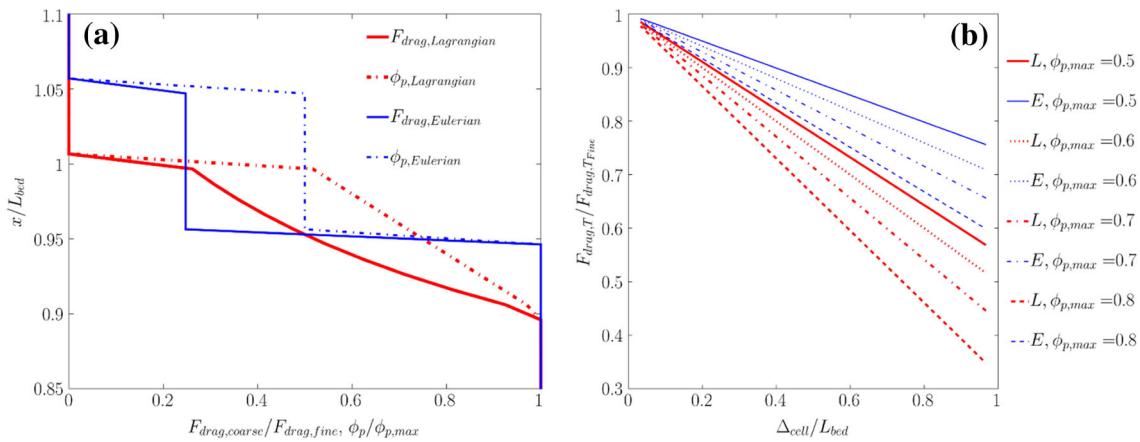 (a)
F_drag,Lagrangian
ϕ_p,Lagrangian
F_drag,Eulerian
ϕ_p,Eulerian
1.1
1.05
1
0.95
0.9
0.85
x/L_bed
0 0.2 0.4 0.6 0.8 1
F_drag,coarse/F_drag,fine, ϕ_p/ϕ_p,max
(b)
1
0.9
0.8
0.7
0.6
0.5
0.4
0.3
F_drag,T/F_drag,T_Fine
0 0.2 0.4 0.6 0.8 1
Δ_cell/L_bed
L, ϕ_p,max =0.5
E, ϕ_p,max =0.5
L, ϕ_p,max =0.6
E, ϕ_p,max =0.6
L, ϕ_p,max =0.7
E, ϕ_p,max =0.7
L, ϕ_p,max =0.8
E, ϕ_p,max =0.8